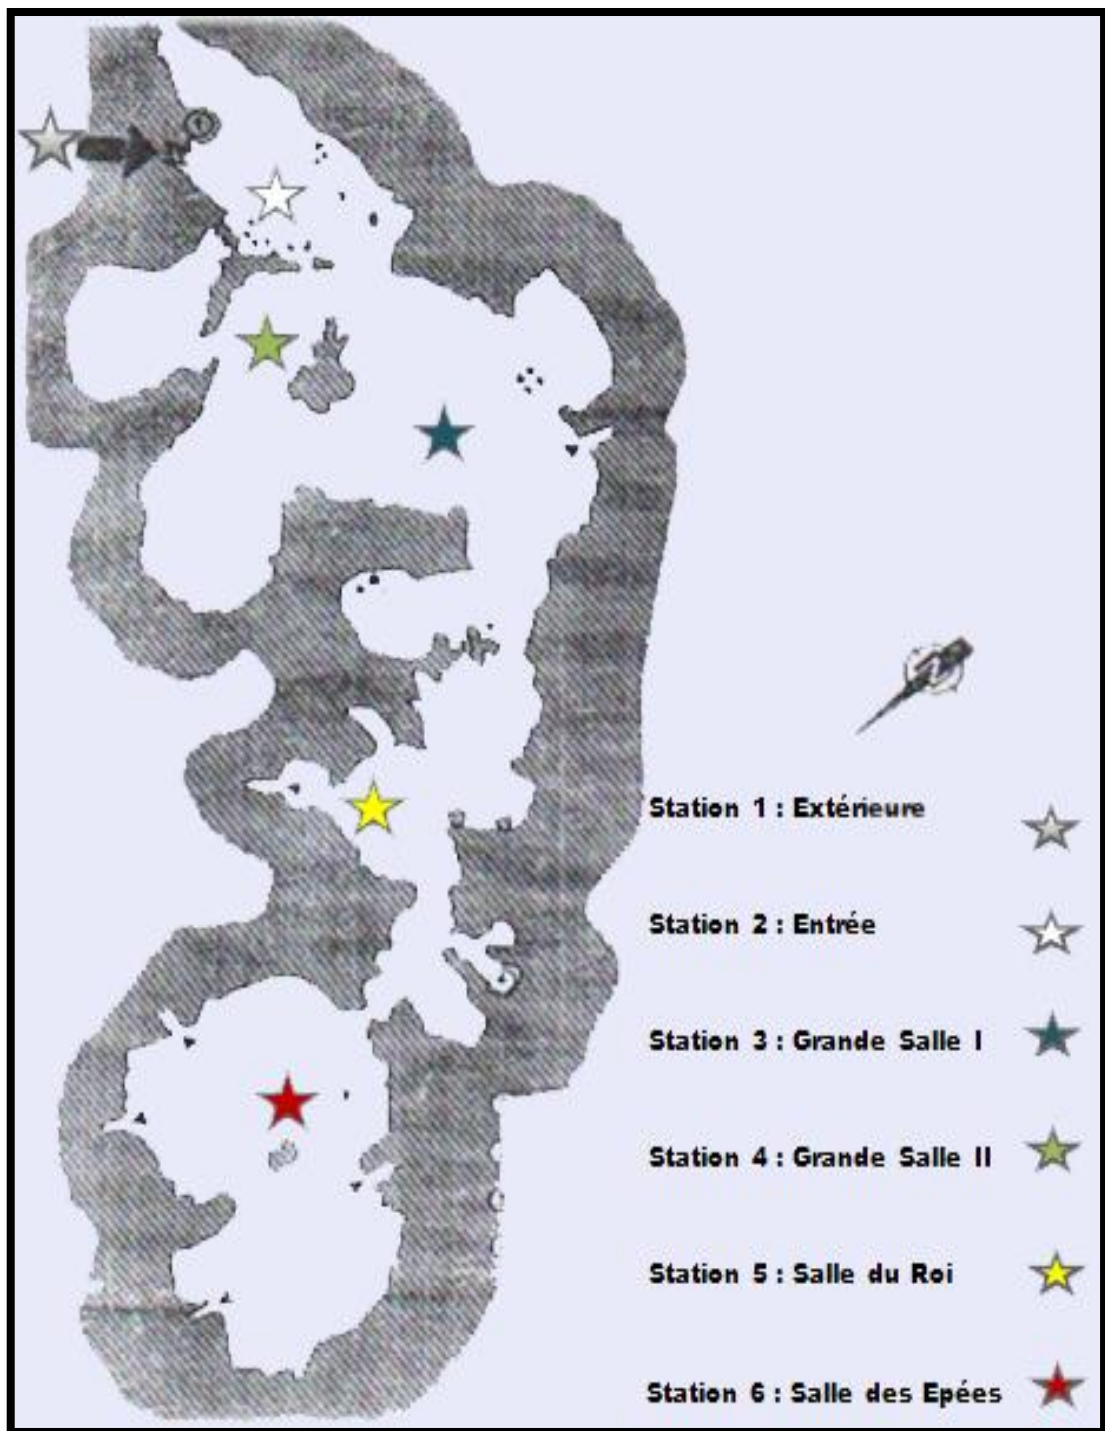 Station 1 : Extérieure
Station 2 : Entrée
Station 3 : Grande Salle I
Station 4 : Grande Salle II
Station 5 : Salle du Roi
Station 6 : Salle des Epées